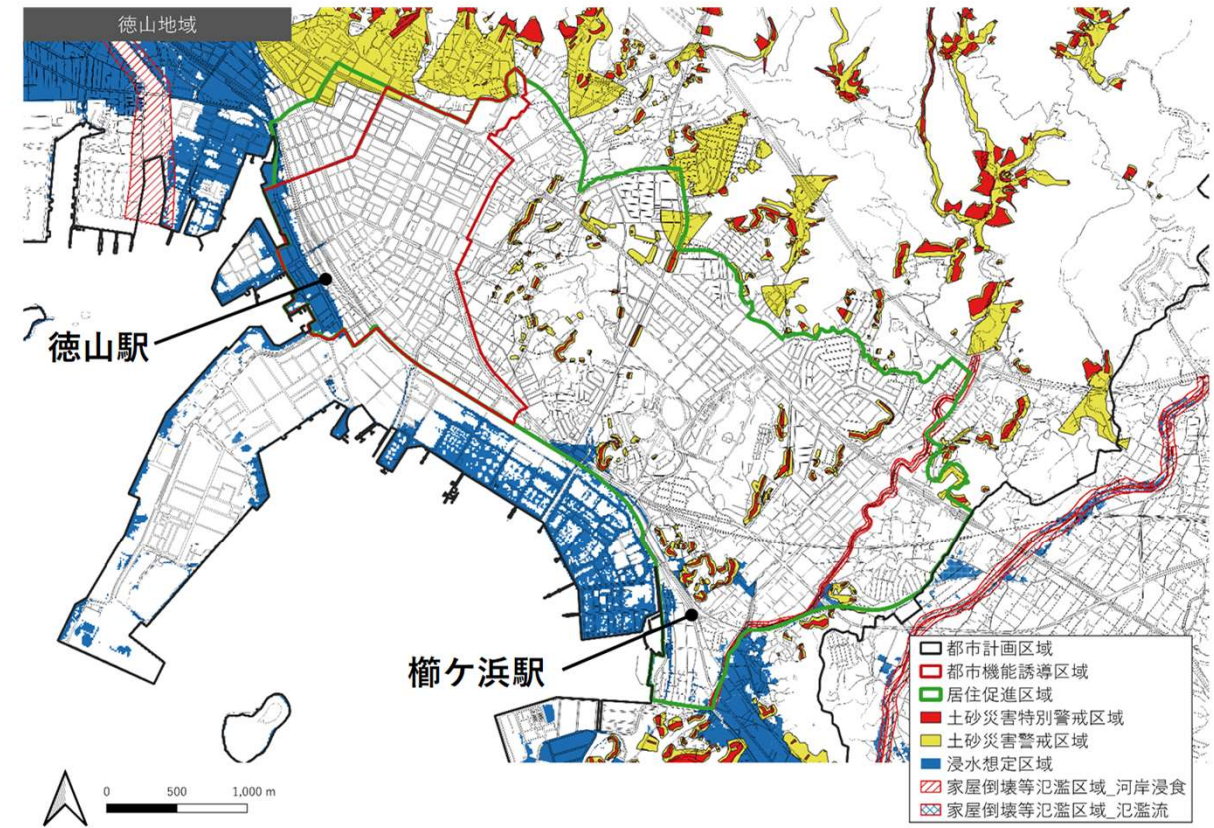 徳山地域
徳山駅
櫛ケ浜駅
都市計画区域
都市機能誘導区域
居住促進区域
土砂災害特別警戒区域
土砂災害警戒区域
浸水想定区域
家屋倒壊等氾濫区域_河岸浸食
家屋倒壊等氾濫区域_氾濫流
0 500 1,000 m